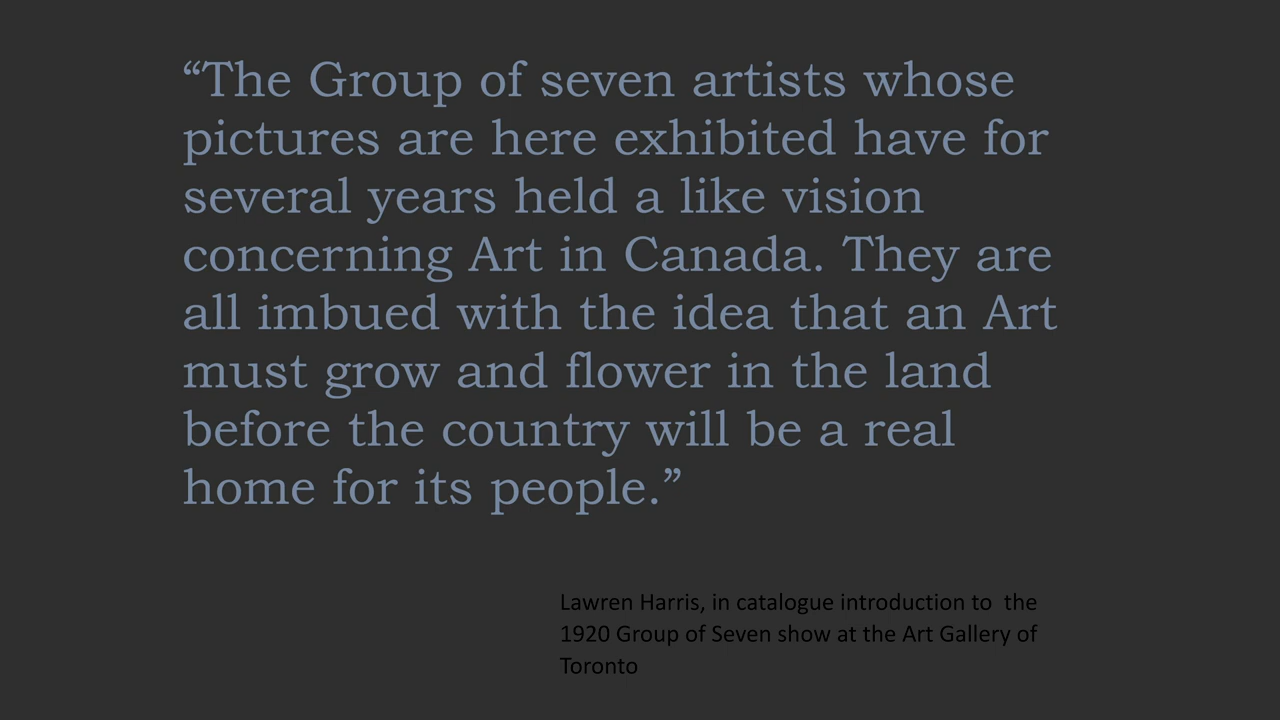 “The Group of seven artists whose
pictures are here exhibited have for
several years held a like vision
concerning Art in Canada. They are
all imbued with the idea that an Art
must grow and flower in the land
before the country will be a real
home for its people.”
Lawren Harris, in catalogue introduction to  the
1920 Group of Seven show at the Art Gallery of
Toronto